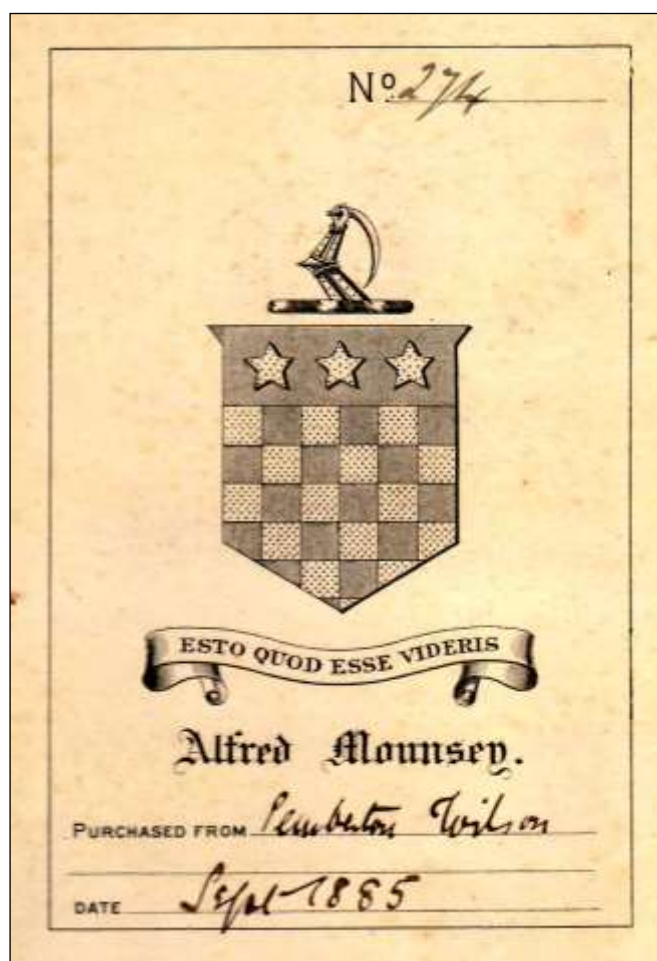 No. 274
ESTO QUOD ESSE VIDERIS
Alfred Mounsey.
PURCHASED FROM Pemberton Wilson
DATE Sept 1885